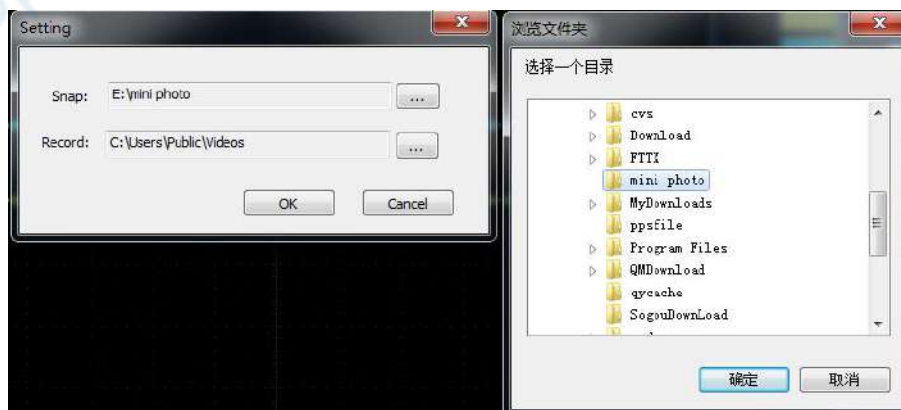 Setting
Snap:
E:\mini photo
...
Record:
C:\Users\Public\Videos
...
OK
Cancel
浏览文件夹
选择一个目录
cvs
Download
FTTX
mini photo
MyDownloads
ppsfile
Program Files
QMDownload
qycache
SogouDownLoad
确定
取消